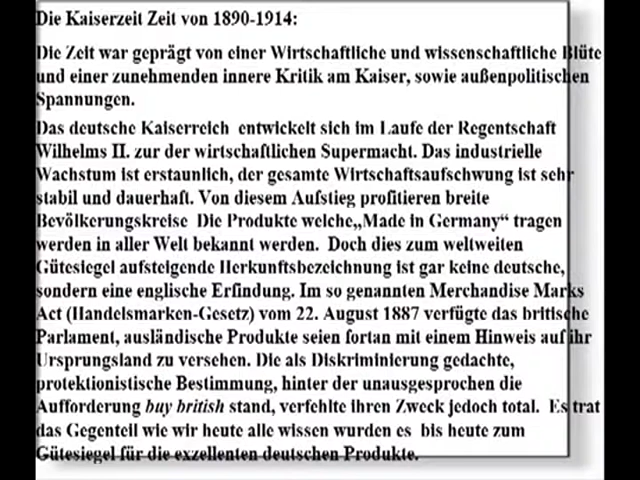 Die Kaiserzeit Zeit von 1890-1914:
Die Zeit war geprägt von einer Wirtschaftliche und wissenschaftliche Blüte
und einer zunehmenden innere Kritik am Kaiser, sowie außenpolitischen
Spannungen.
Das deutsche Kaiserreich entwickelt sich im Laufe der Regentschaft
Wilhelms II. zur der wirtschaftlichen Supermacht. Das industrielle
Wachstum ist erstaunlich, der gesamte Wirtschaftsaufschwung ist sehr
stabil und dauerhaft. Von diesem Aufstieg profitieren breite
Bevölkerungskreise Die Produkte welche„Made in Germany“ tragen
werden in aller Welt bekannt werden. Doch dies zum weltweiten
Gütesiegel aufsteigende Herkunftsbezeichnung ist gar keine deutsche,
sondern eine englische Erfindung. Im so genannten Merchandise Marks
Act (Handelsmarken-Gesetz) vom 22. August 1887 verfügte das britische
Parlament, ausländische Produkte seien fortan mit einem Hinweis auf ihr
Ursprungsland zu versehen. Die als Diskriminierung gedachte,
protektionistische Bestimmung, hinter der unausgesprochen die
Aufforderung buy british stand, verfehlte ihren Zweck jedoch total. Es trat
das Gegenteil wie wir heute alle wissen wurden es bis heute zum
Gütesiegel für die exzellenten deutschen Produkte.